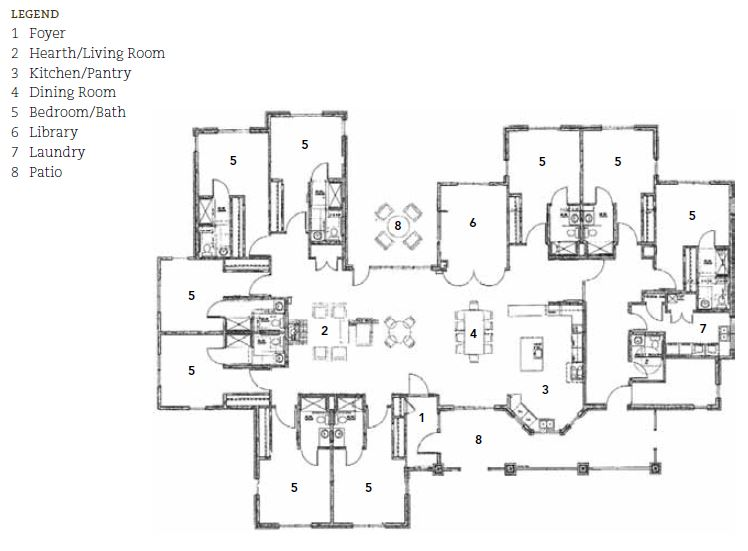 LEGEND
1 Foyer
2 Hearth/Living Room
3 Kitchen/Pantry
4 Dining Room
5 Bedroom/Bath
6 Library
7 Laundry
8 Patio
5
5
5
5
5
8
6
5
5
2
4
7
5
3
1
8
5
5